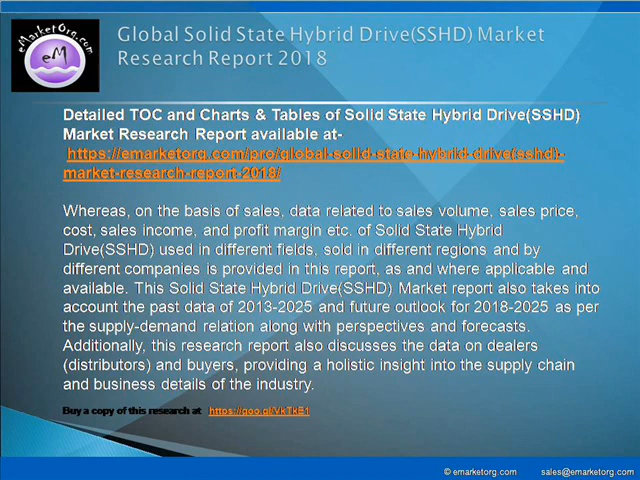 eMarketOrg.com
eM
Global Solid State Hybrid Drive(SSHD) Market
Research Report 2018
Detailed TOC and Charts & Tables of Solid State Hybrid Drive(SSHD)
Market Research Report available at-
https://emarketorg.com/pro/global-solid-state-hybrid-drive(sshd)-
market-research-report-2018/
Whereas, on the basis of sales, data related to sales volume, sales price,
cost, sales income, and profit margin etc. of Solid State Hybrid
Drive(SSHD) used in different fields, sold in different regions and by
different companies is provided in this report, as and where applicable and
available. This Solid State Hybrid Drive(SSHD) Market report also takes into
account the past data of 2013-2025 and future outlook for 2018-2025 as per
the supply-demand relation along with perspectives and forecasts.
Additionally, this research report also discusses the data on dealers
(distributors) and buyers, providing a holistic insight into the supply chain
and business details of the industry.
Buy a copy of this research at https://goo.gl/VkTkE1
© emarketorg.com sales@emarketorg.com